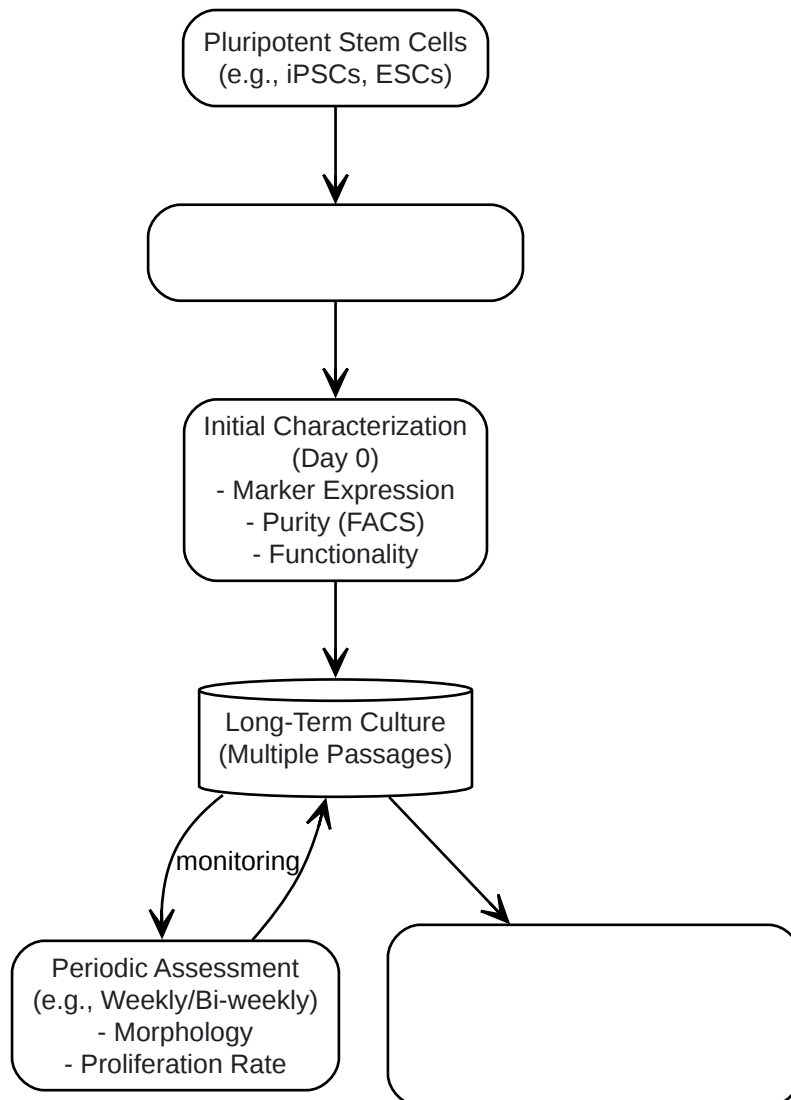 Pluripotent Stem Cells
(e.g., iPSCs, ESCs)
Initial Characterization
(Day 0)
- Marker Expression
- Purity (FACS)
- Functionality
Long-Term Culture
(Multiple Passages)
monitoring
Periodic Assessment
(e.g., Weekly/Bi-weekly)
- Morphology
- Proliferation Rate